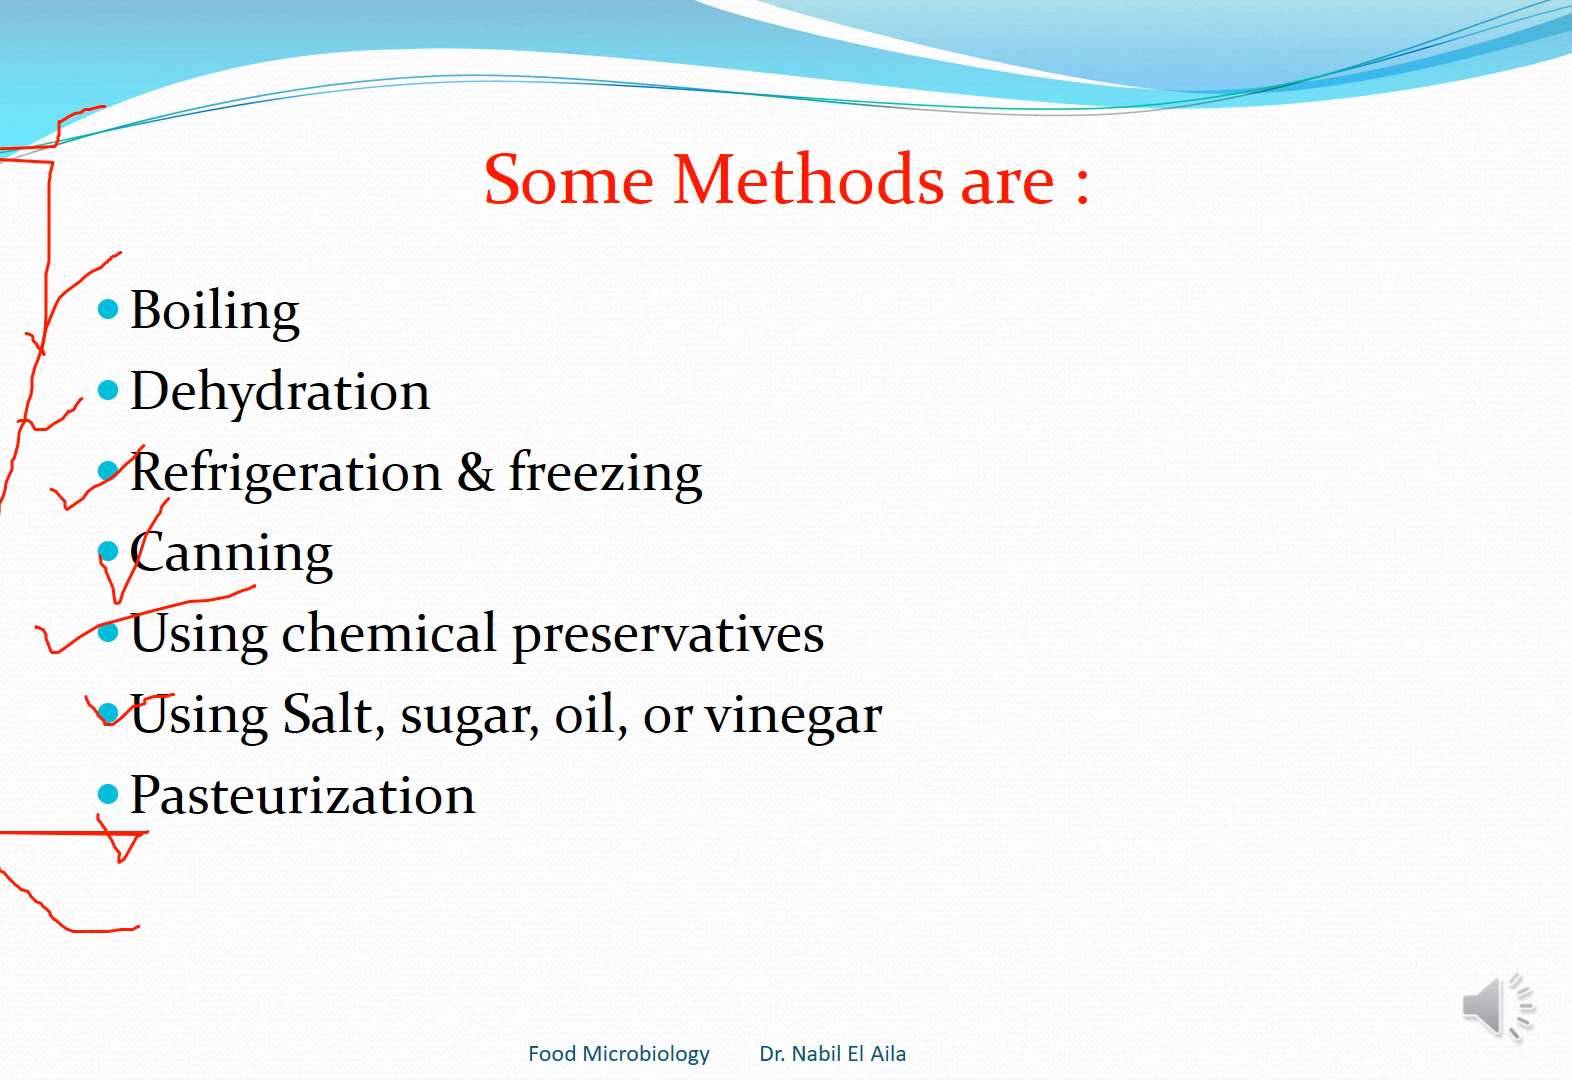 Some Methods are :
• Boiling
• Dehydration
• Refrigeration & freezing
• Canning
• Using chemical preservatives
• Using Salt, sugar, oil, or vinegar
• Pasteurization
Food Microbiology Dr. Nabil El Aila